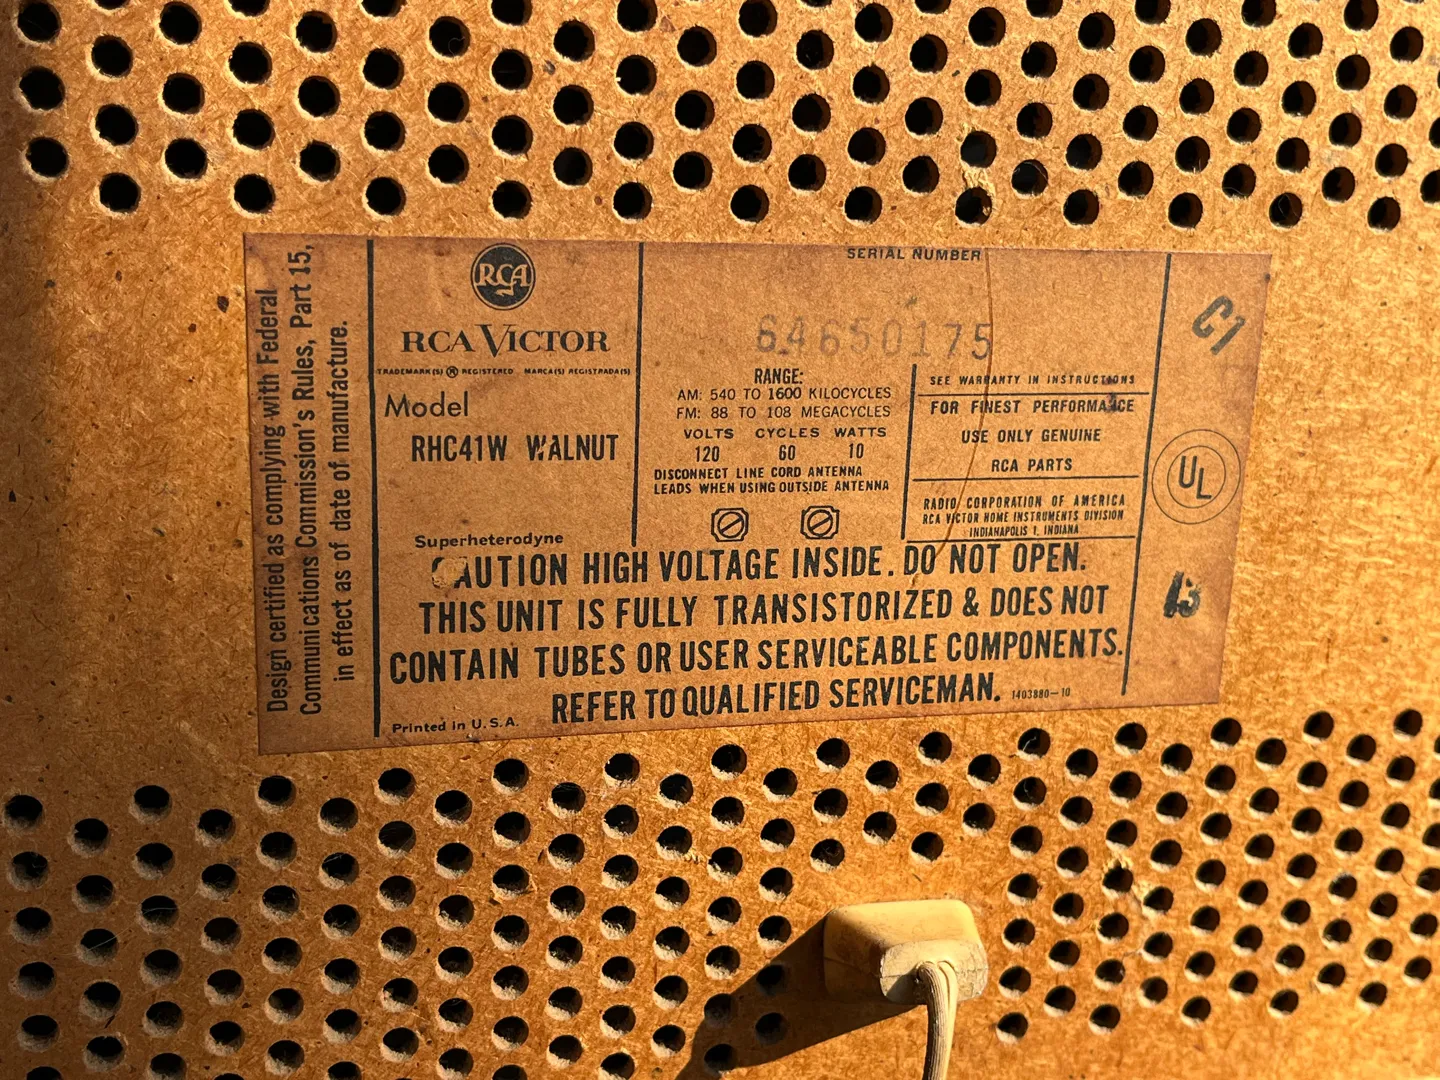 Design certified as complying with Federal
Communications Commission's Rules, Part 15,
in effect as of date of manufacture.
RCA
RCA VICTOR
TRADEMARK(S) ® REGISTERED MARCA(S) REGISTRADA(S)
Model
RHC41W WALNUT
Superheterodyne
SERIAL NUMBER
64650175
RANGE:
AM: 540 TO 1600 KILOCYCLES
FM: 88 TO 108 MEGACYCLES
VOLTS CYCLES WATTS
120 60 10
DISCONNECT LINE CORD ANTENNA
LEADS WHEN USING OUTSIDE ANTENNA
SEE WARRANTY IN INSTRUCTIONS
FOR FINEST PERFORMANCE
USE ONLY GENUINE
RCA PARTS
RADIO CORPORATION OF AMERICA
RCA VICTOR HOME INSTRUMENTS DIVISION
INDIANAPOLIS 1, INDIANA
CAUTION HIGH VOLTAGE INSIDE. DO NOT OPEN.
THIS UNIT IS FULLY TRANSISTORIZED & DOES NOT
CONTAIN TUBES OR USER SERVICEABLE COMPONENTS.
REFER TO QUALIFIED SERVICEMAN. 1403880-10
Printed in U.S.A.
UL